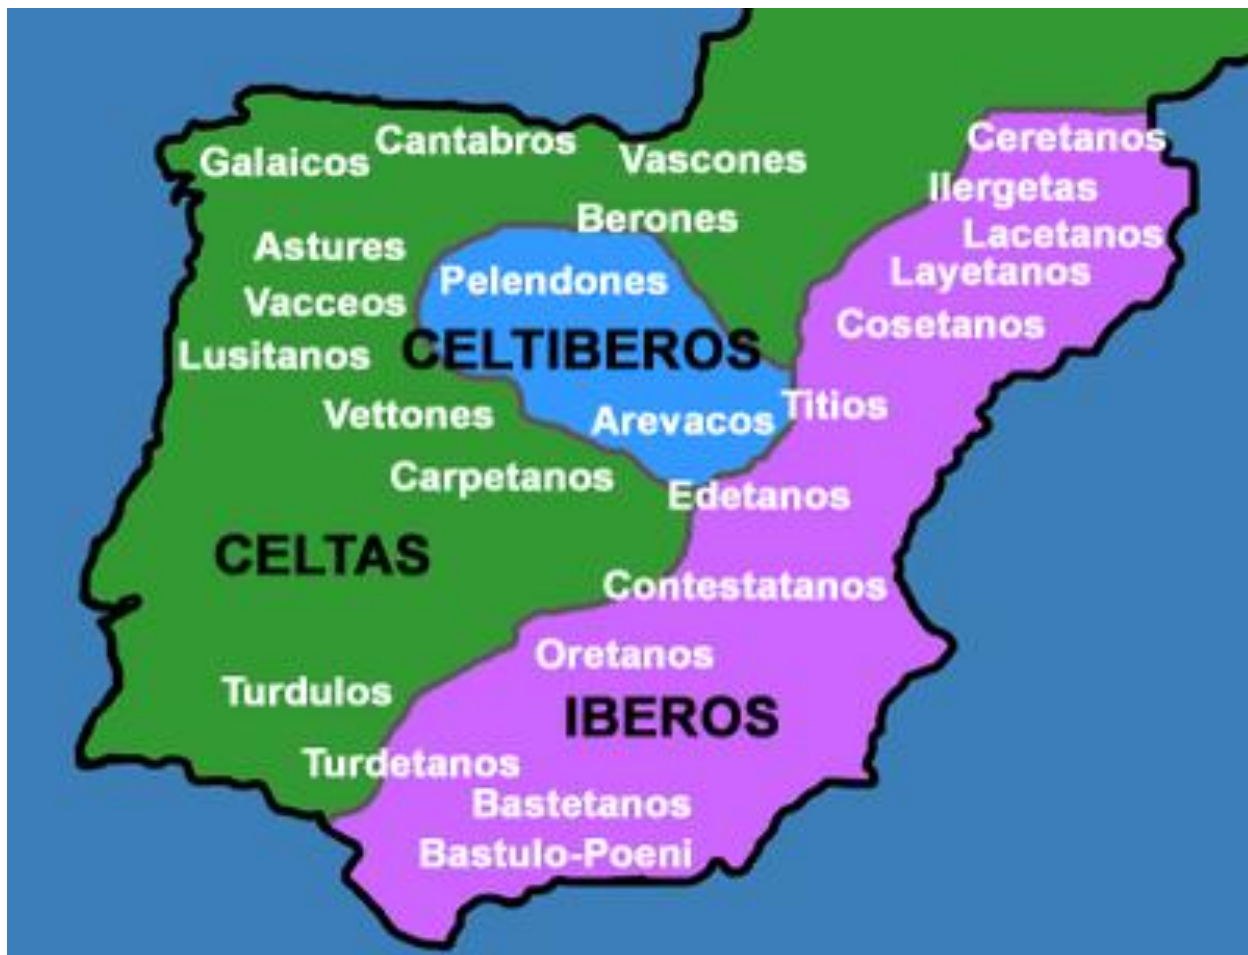 Cantabros
Galaicos
Vascones
Ceretanos
Ilergetas
Berones
Lacetanos
Astures
Layetanos
Pelendones
Vacceos
Cosetanos
CELTIBEROS
Lusitanos
Titios
Vettones
Arevacos
Carpetanos
Edetanos
CELTAS
Contestatanos
Oretanos
Turdulos
IBEROS
Turdetanos
Bastetanos
Bastulo-Poeni